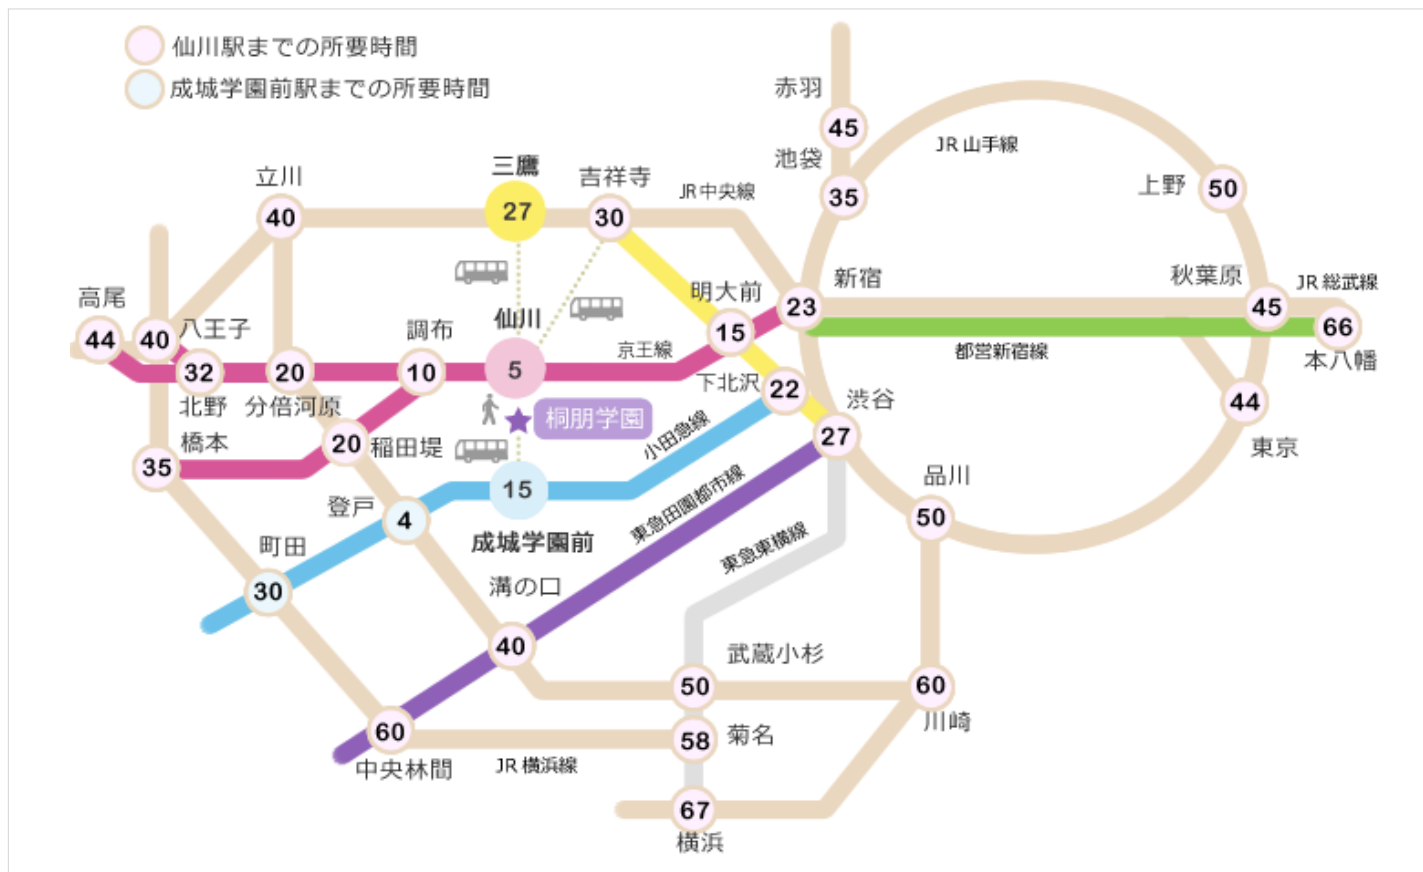 仙川駅までの所要時間
成城学園前駅までの所要時間
赤羽
45
池袋
35
JR山手線
上野
50
立川
40
三鷹
27
吉祥寺
30
JR中央線
新宿
23
秋葉原
45
JR総武線
66
本八幡
都営新宿線
高尾
44
40
八王子
32
北野
20
分倍河原
調布
10
仙川
5
京王線
明大前
15
下北沢
22
渋谷
27
44
東京
桐朋学園
橋本
35
20
稲田堤
小田急線
15
成城学園前
登戸
4
町田
30
東急田園都市線
東急東横線
品川
50
溝の口
40
武蔵小杉
50
60
川崎
60
中央林間
JR横浜線
58
菊名
67
横浜